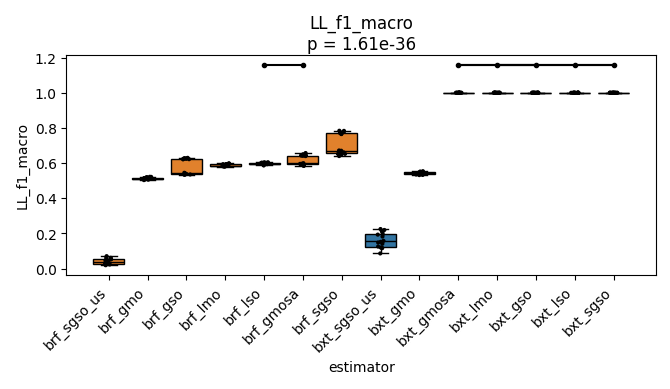 LL_f1_macro
p = 1.61e-36
1.2
1.0
0.8
0.6
0.4
0.2
0.0
LL_f1_macro
brf_sgso_us
brf_gmo
brf_gso
brf_lmo
brf_lso
brf_gmosa
brf_sgso
bxt_sgso_us
bxt_gmo
bxt_gmosa
bxt_lmo
bxt_gso
bxt_lso
bxt_sgso
estimator